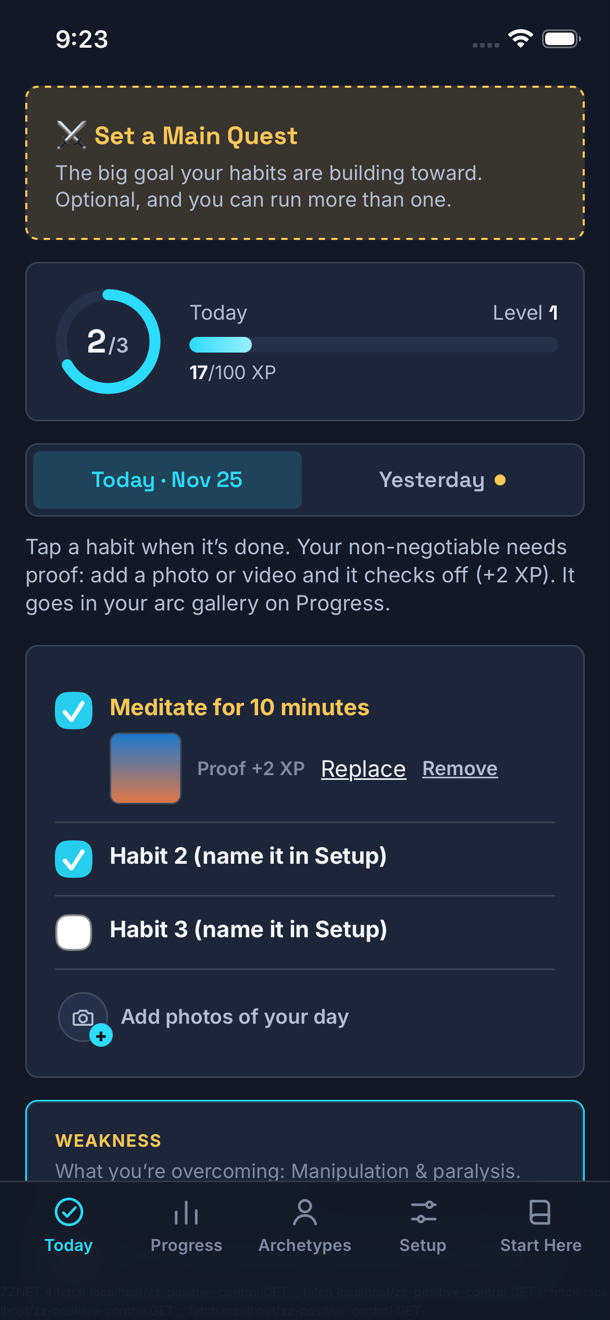 9:23
⚔️ Set a Main Quest
The big goal your habits are building toward.
Optional, and you can run more than one.
2/3
Today
Level 1
17/100 XP
Today · Nov 25
Yesterday
Tap a habit when it's done. Your non-negotiable needs
proof: add a photo or video and it checks off (+2 XP). It
goes in your arc gallery on Progress.
Meditate for 10 minutes
Proof +2 XP Replace Remove
Habit 2 (name it in Setup)
Habit 3 (name it in Setup)
Add photos of your day
WEAKNESS
What you're overcoming: Manipulation & paralysis.
Today Progress Archetypes Setup Start Here